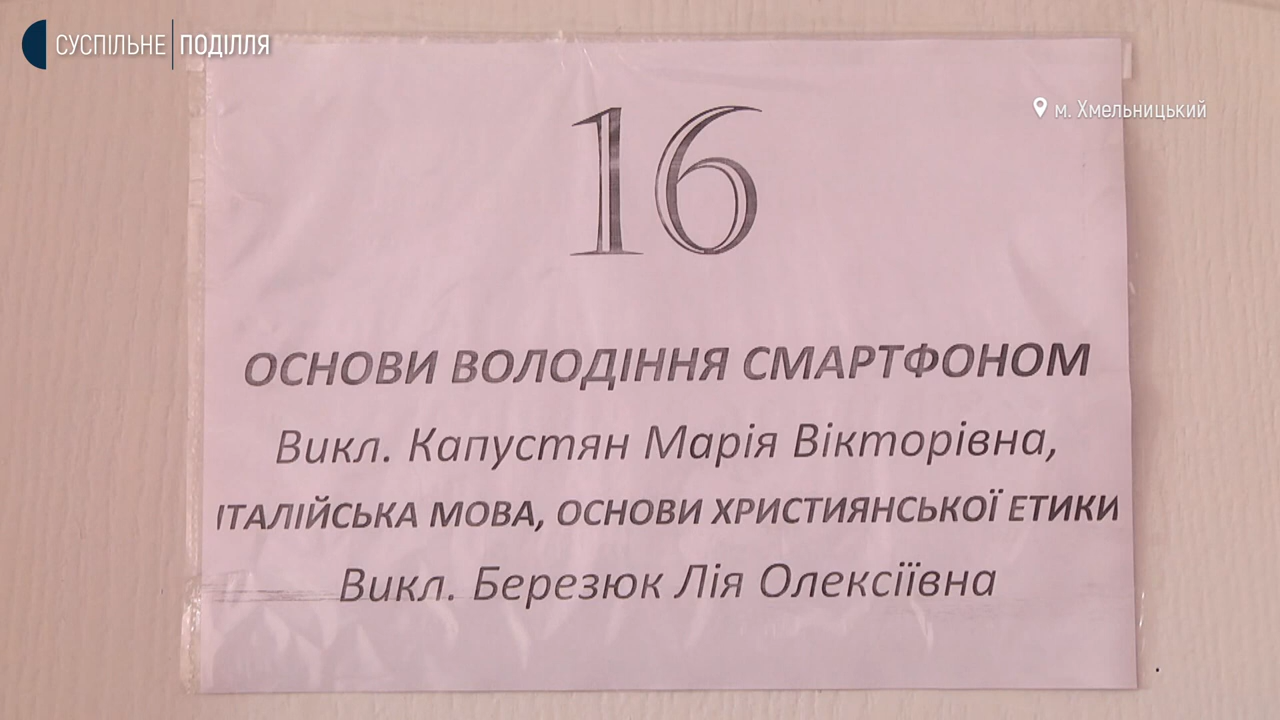 СУСПІЛЬНЕ ПОДІЛЛЯ
м. Хмельницький
16
ОСНОВИ ВОЛОДІННЯ СМАРТФОНОМ
Викл. Капустян Марія Вікторівна,
ІТАЛІЙСЬКА МОВА, ОСНОВИ ХРИСТИЯНСЬКОЇ ЕТИКИ
Викл. Березюк Лія Олексіївна